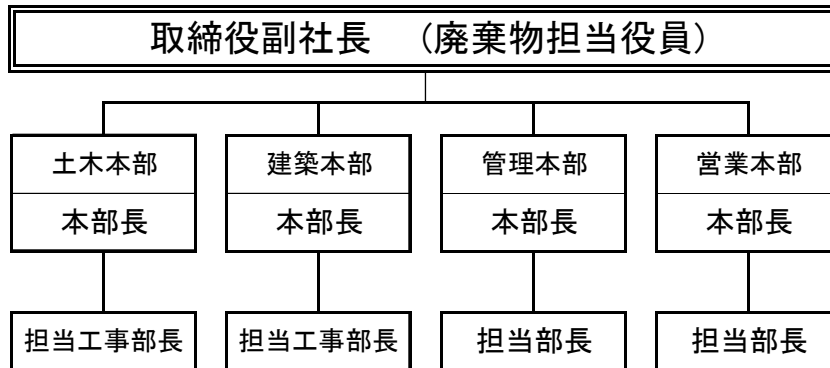 取締役副社長　（廃棄物担当役員）
土木本部　建築本部　管理本部　営業本部
本部長　本部長　本部長　本部長
担当工事部長　担当工事部長　担当部長　担当部長